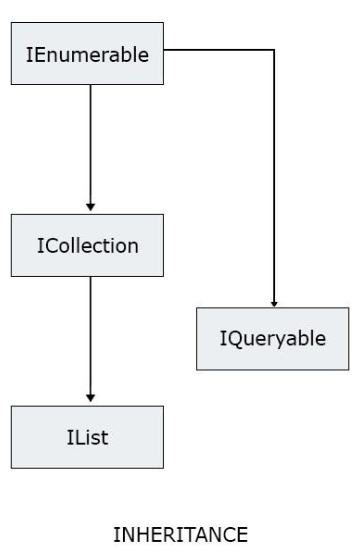 IEnumerable
ICollection
IQueryable
IList
INHERITANCE